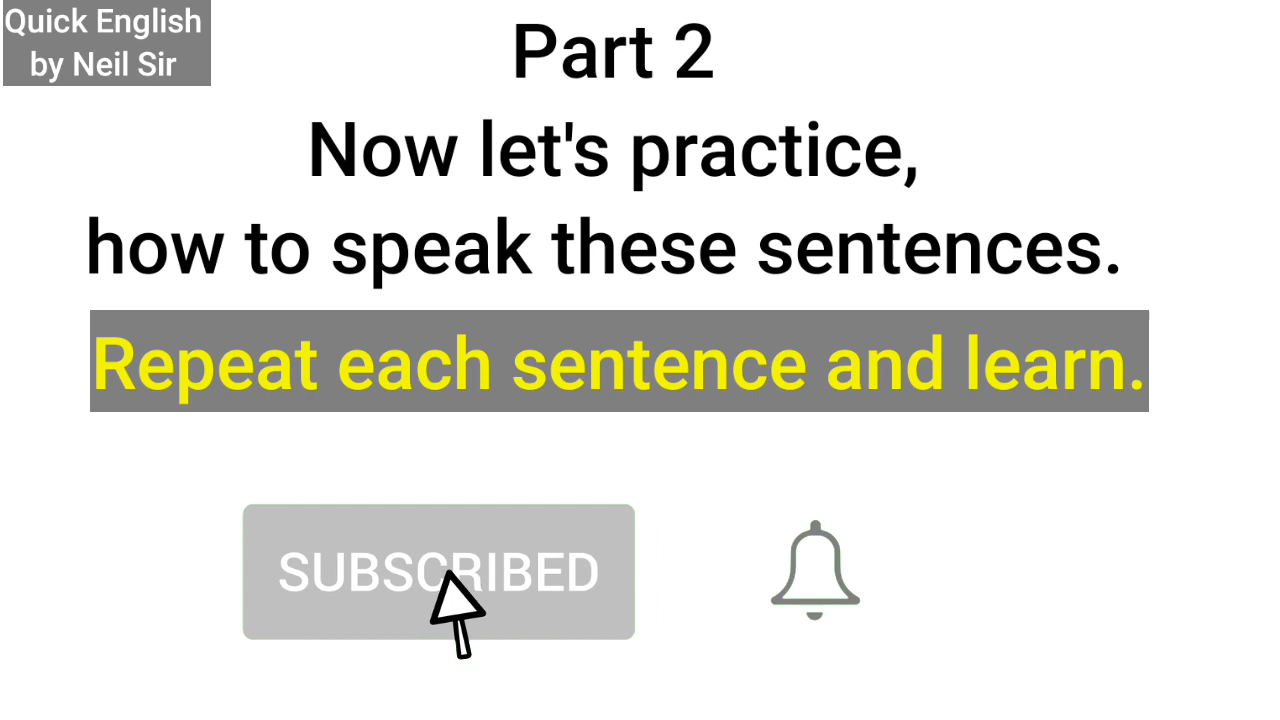 Quick English
by Neil Sir
Part 2
Now let's practice,
how to speak these sentences.
Repeat each sentence and learn.
SUBSCRIBED